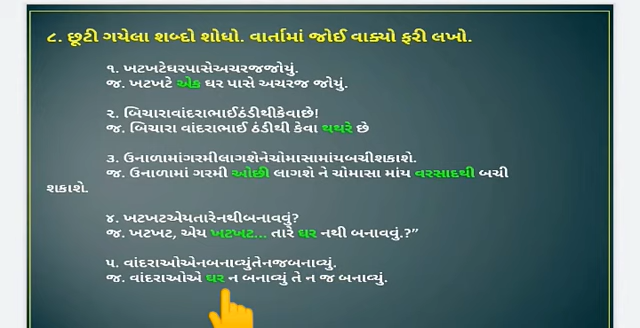 ૮. છૂટી ગયેલા શબ્દો શોધો. વાર્તામાં જોઈ વાક્યો ફરી લખો.
૧. ખટખટેઘરપાસેઅચરજજોયું.
જ. ખટખટે એક ઘર પાસે અચરજ જોયું.
૨. બિચારાવાંદરાભાઈઠંડીથીકેવાછે!
જ. બિચારા વાંદરાભાઈ ઠંડીથી કેવા થથરે છે
૩. ઉનાળામાંગરમીલાગશેનેચોમાસામાંયબચીશકાશે.
જ. ઉનાળામાં ગરમી ઓછી લાગશે ને ચોમાસા માંય વરસાદથી બચી
શકાશે.
૪. ખટખટએયતારેનથીબનાવવું?
જ. ખટખટ, એય ખટખટ... તારે ઘર નથી બનાવવું.?”
૫. વાંદરાઓએનબનાવ્યુંતેનજબનાવ્યું.
જ. વાંદરાઓએ ઘર ન બનાવ્યું તે ન જ બનાવ્યું.